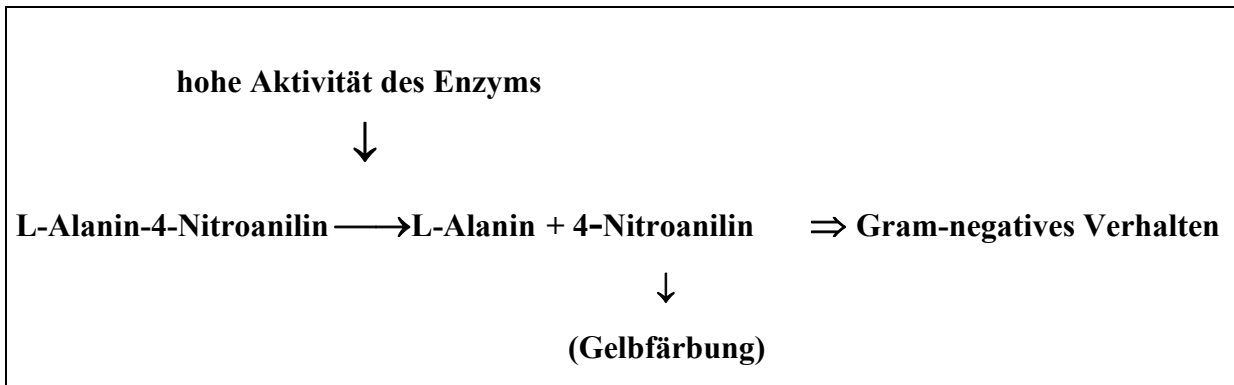 hohe Aktivität des Enzyms
↓
L-Alanin-4-Nitroanilin ⟶ L-Alanin + 4-Nitroanilin ⇒ Gram-negatives Verhalten
↓
(Gelbfärbung)